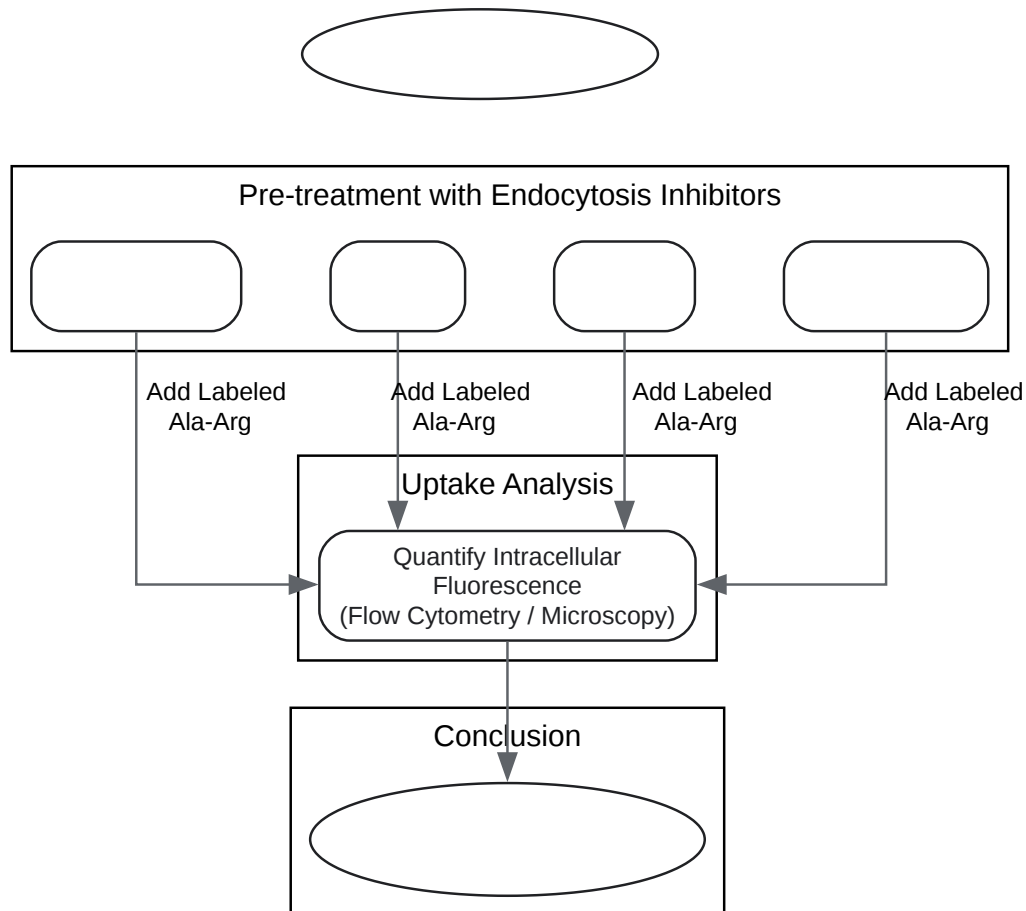 Pre-treatment with Endocytosis Inhibitors
Add Labeled
Ala-Arg
Add Labeled
Ala-Arg
Add Labeled
Ala-Arg
Add Labeled
Ala-Arg
Uptake Analysis
Quantify Intracellular
Fluorescence
(Flow Cytometry / Microscopy)
Conclusion